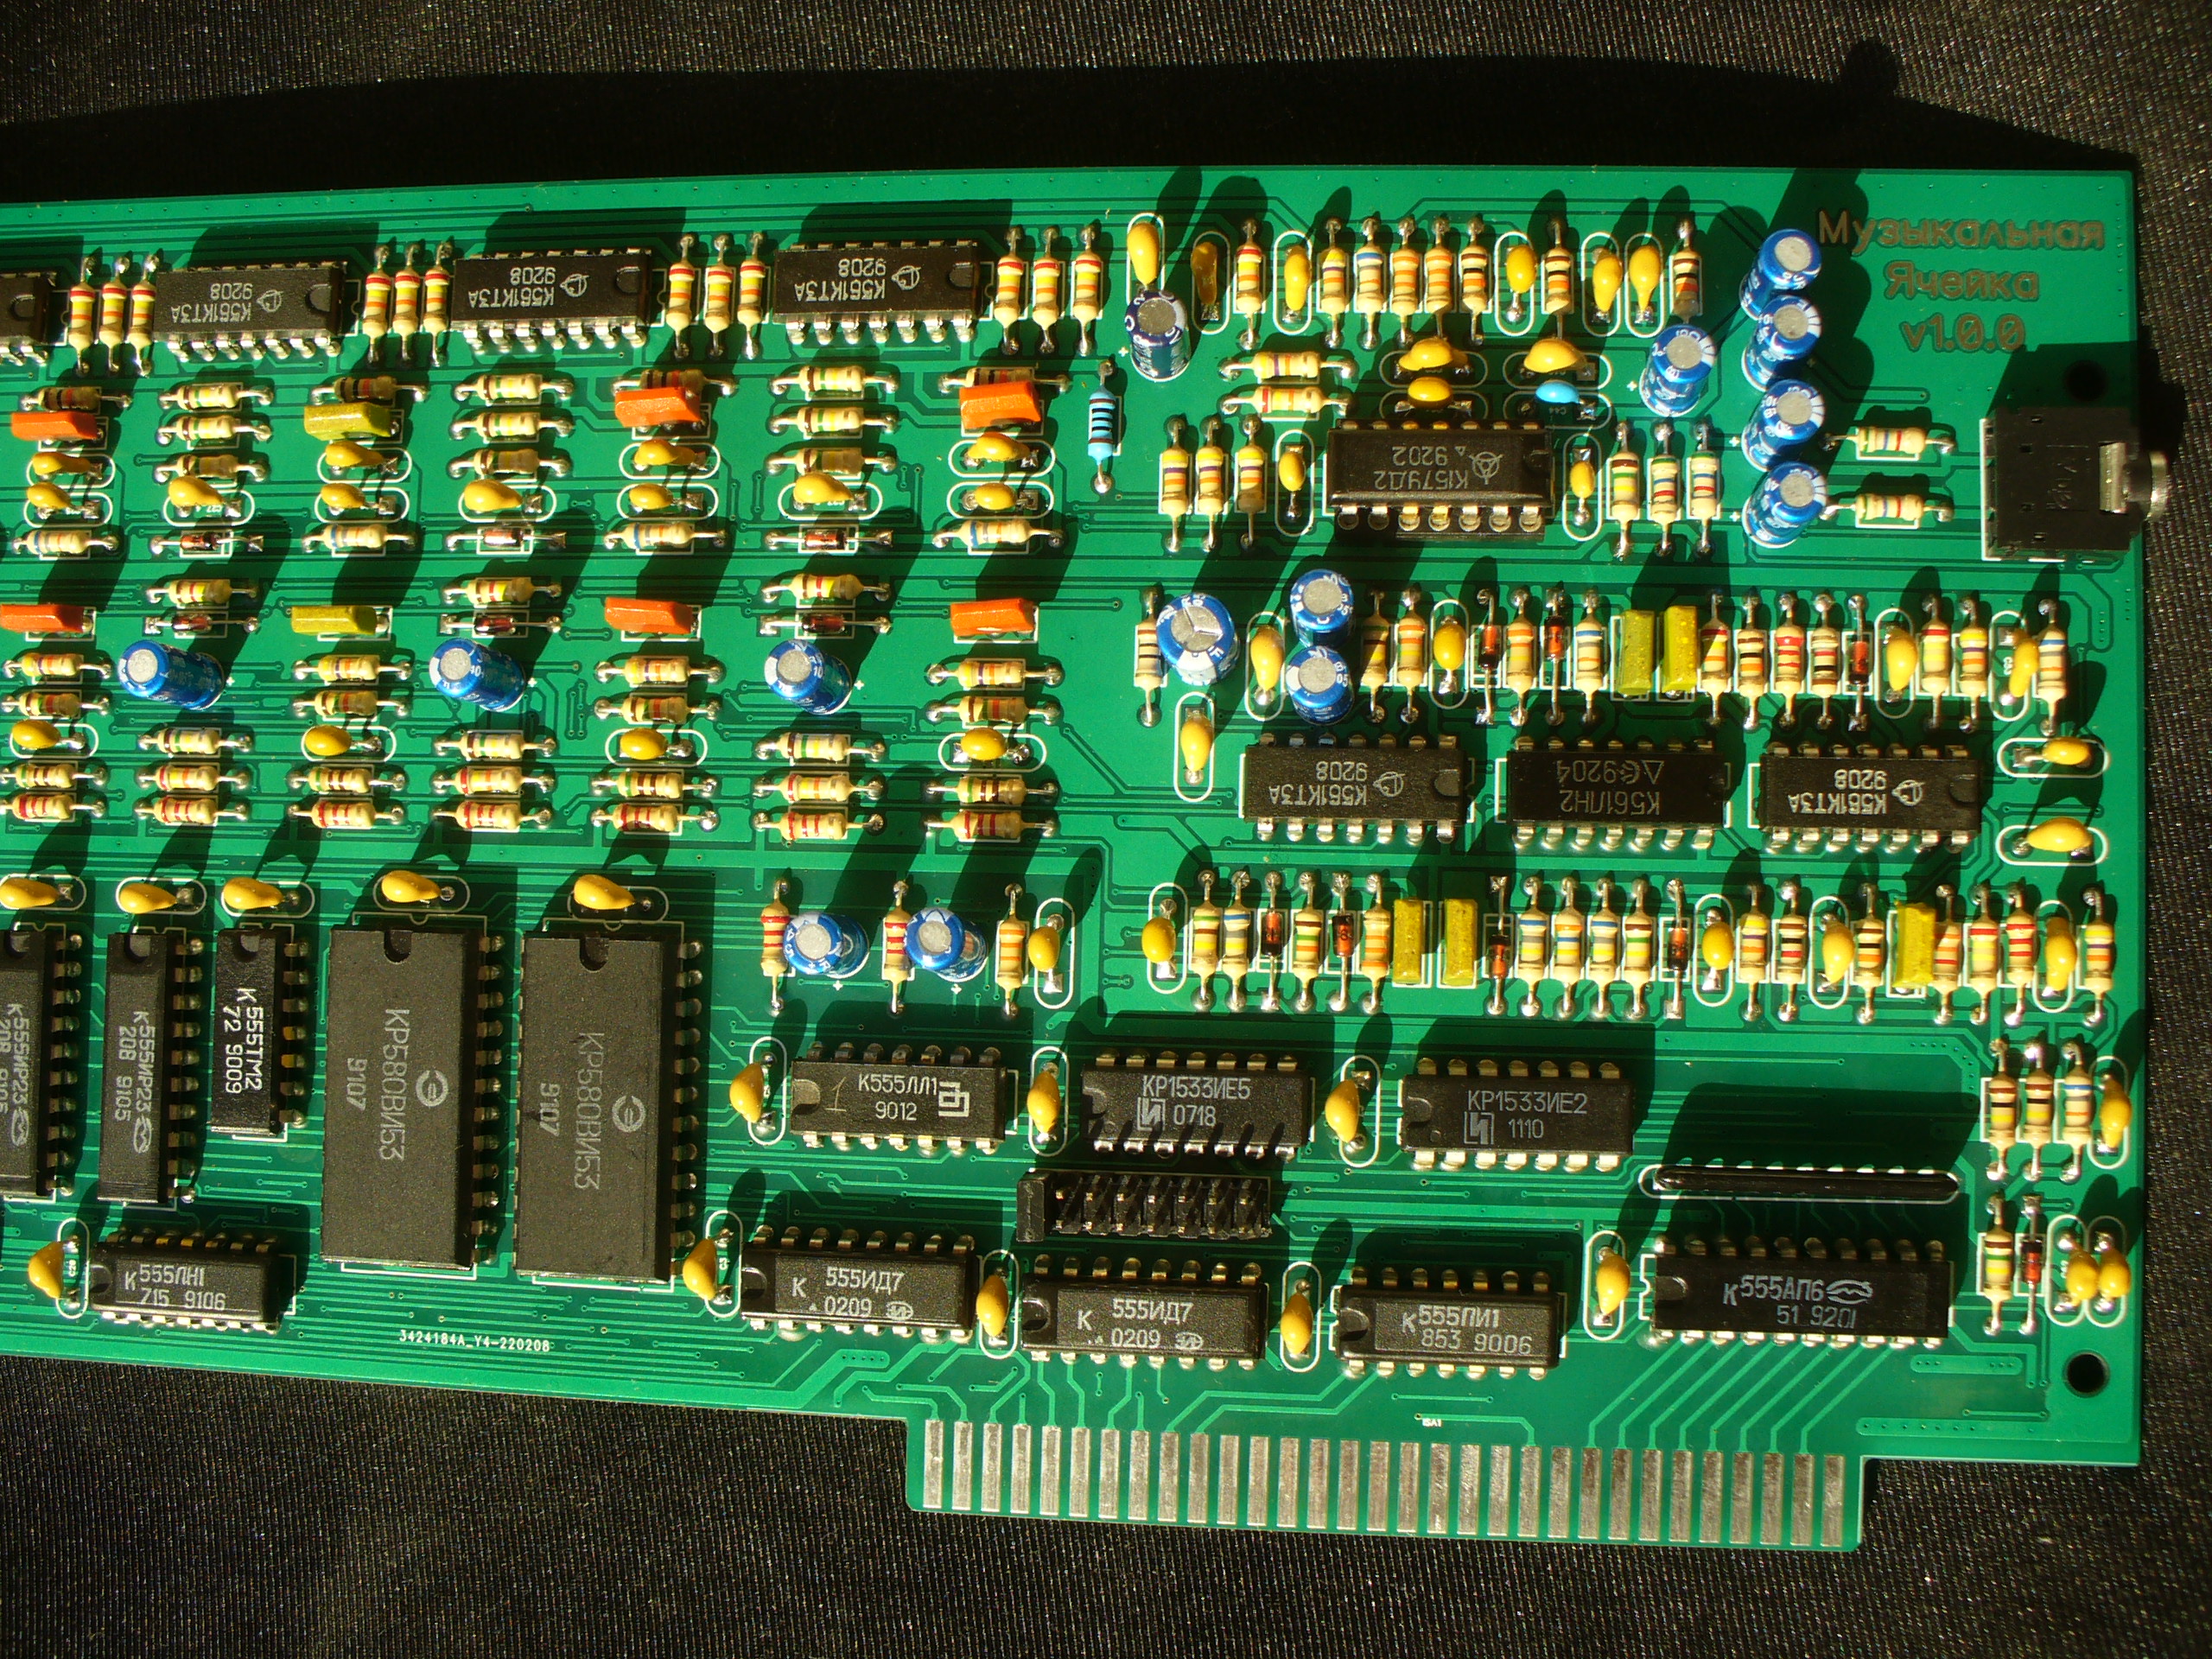 Музыкальная
Ячейка
v1.0.0
К561КТ3А
9208
К561КТ3А
9208
К561КТ3А
9208
К157УД2
9202
К561КТ3А
9208
К561ЛН2
9204
К561КТ3А
9208
К555ИР23
208 9105
К555ТМ2
72 9009
КР580ВИ53
9107
КР580ВИ53
9107
К555ЛЛ1
9012
1
КР1533ИЕ5
0718
КР1533ИЕ2
1110
К555ЛН1
715 9106
К 555ИД7
0209
К 555ИД7
0209
К555ЛИ1
853 9006
К555АП6
51 9201
3424184A_Y4-220208
ISA1